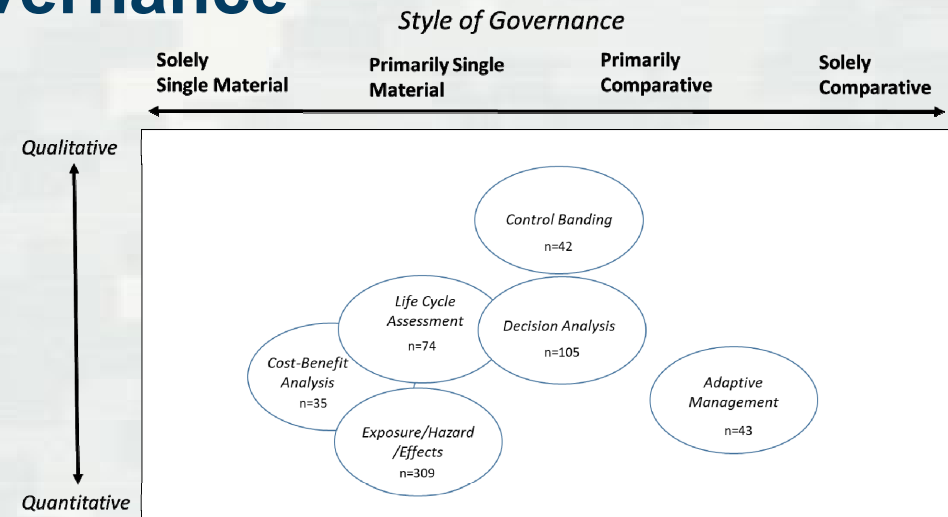 vernance
Style of Governance
Solely
Single Material
Primarily Single
Material
Primarily
Comparative
Solely
Comparative
Qualitative
Control Banding
n=42
Life Cycle
Assessment
n=74
Decision Analysis
n=105
Cost-Benefit
Analysis
n=35
Adaptive
Management
n=43
Exposure/Hazard
/Effects
n=309
Quantitative